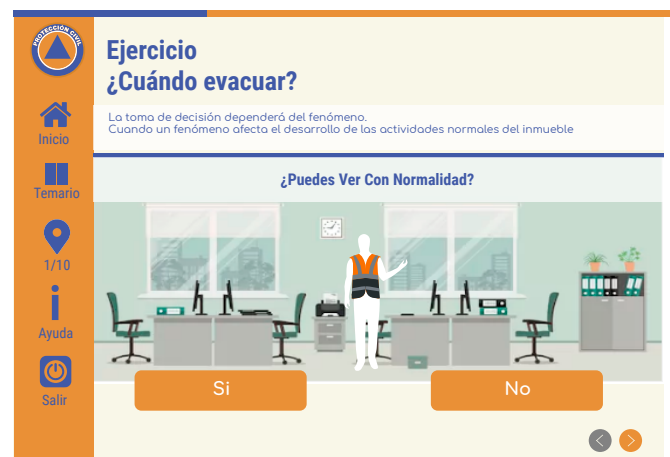 PROTECCIÓN CIVIL
Ejercicio
¿Cuándo evacuar?
La toma de decisión dependerá del fenómeno.
Cuando un fenómeno afecta el desarrollo de las actividades normales del inmueble
Inicio
Temario
1/10
Ayuda
Salir
¿Puedes Ver Con Normalidad?
Si
No